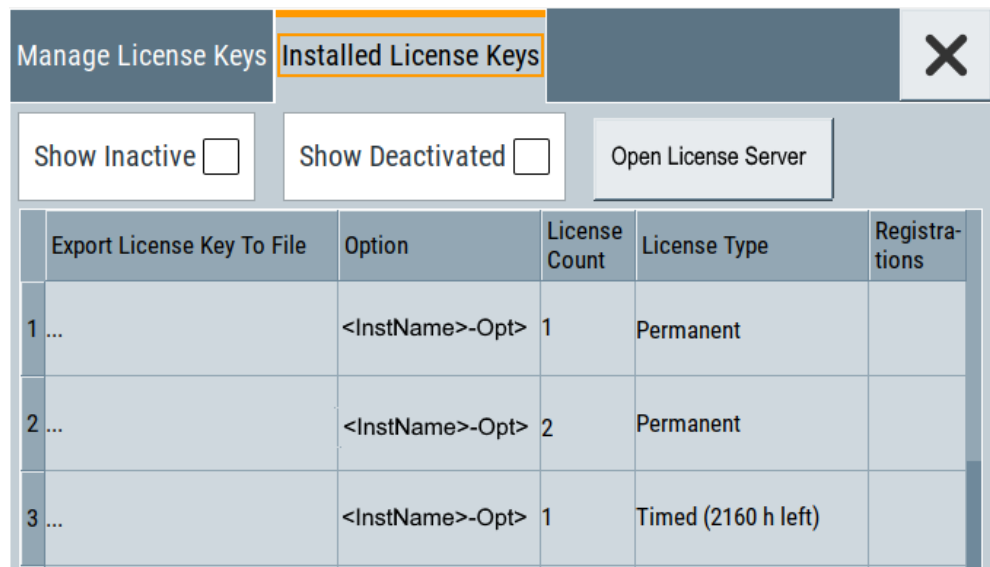 Manage License Keys Installed License Keys
Show Inactive Show Deactivated Open License Server
Export License Key To File Option License Count License Type Registra-tions
1 ... <InstName>-Opt> 1 Permanent
2 ... <InstName>-Opt> 2 Permanent
3 ... <InstName>-Opt> 1 Timed (2160 h left)